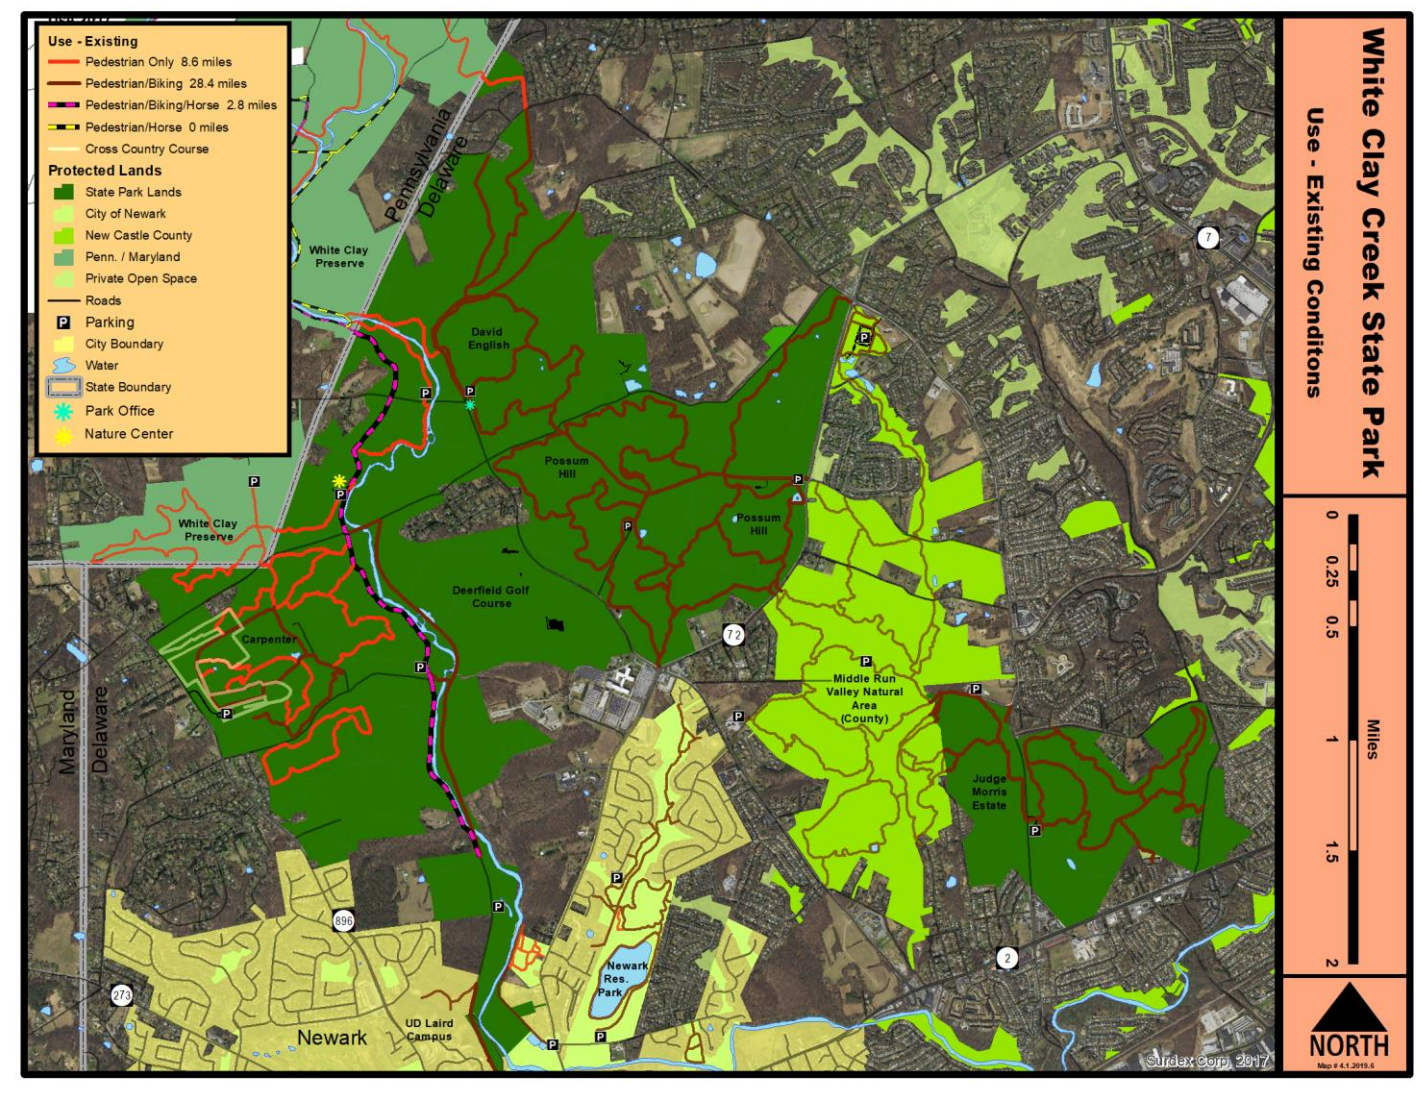 Use - Existing
Pedestrian Only 8.6 miles
Pedestrian/Biking 28.4 miles
Pedestrian/Biking/Horse 2.8 miles
Pedestrian/Horse 0 miles
Cross Country Course
Protected Lands
State Park Lands
City of Newark
New Castle County
Penn. / Maryland
Private Open Space
Roads
P Parking
City Boundary
Water
State Boundary
Park Office
Nature Center
White Clay Creek State Park
Use - Existing Conditons
Pennsylvania
Delaware
White Clay
Preserve
7
David
English
P
P
P
Possum
Hill
P
P
P
White Clay
Preserve
P
Possum
Hill
Deerfield Golf
Course
72
Carpenter
P
P
P
Middle Run
Valley Natural
Area
(County)
P
P
Maryland
Delaware
Judge
Morris
Estate
P
P
P
896
2
273
Newark
Res.
Park
UD Laird
Campus
Newark
P
P
Surdex Corp, 2017
0
0.25
0.5
1
1.5
2
Miles
NORTH
Map # 4.1.2019.6